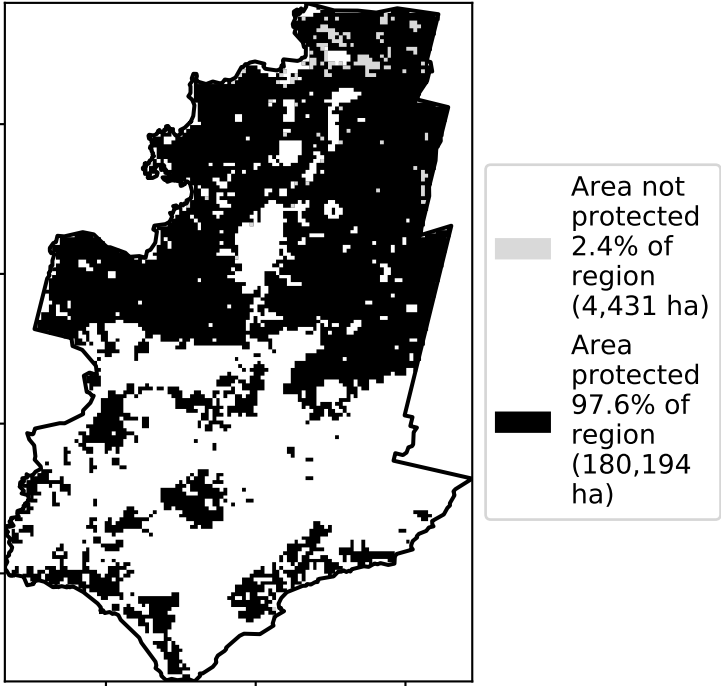 Area not
protected
2.4% of
region
(4,431 ha)
Area
protected
97.6% of
region
(180,194
ha)